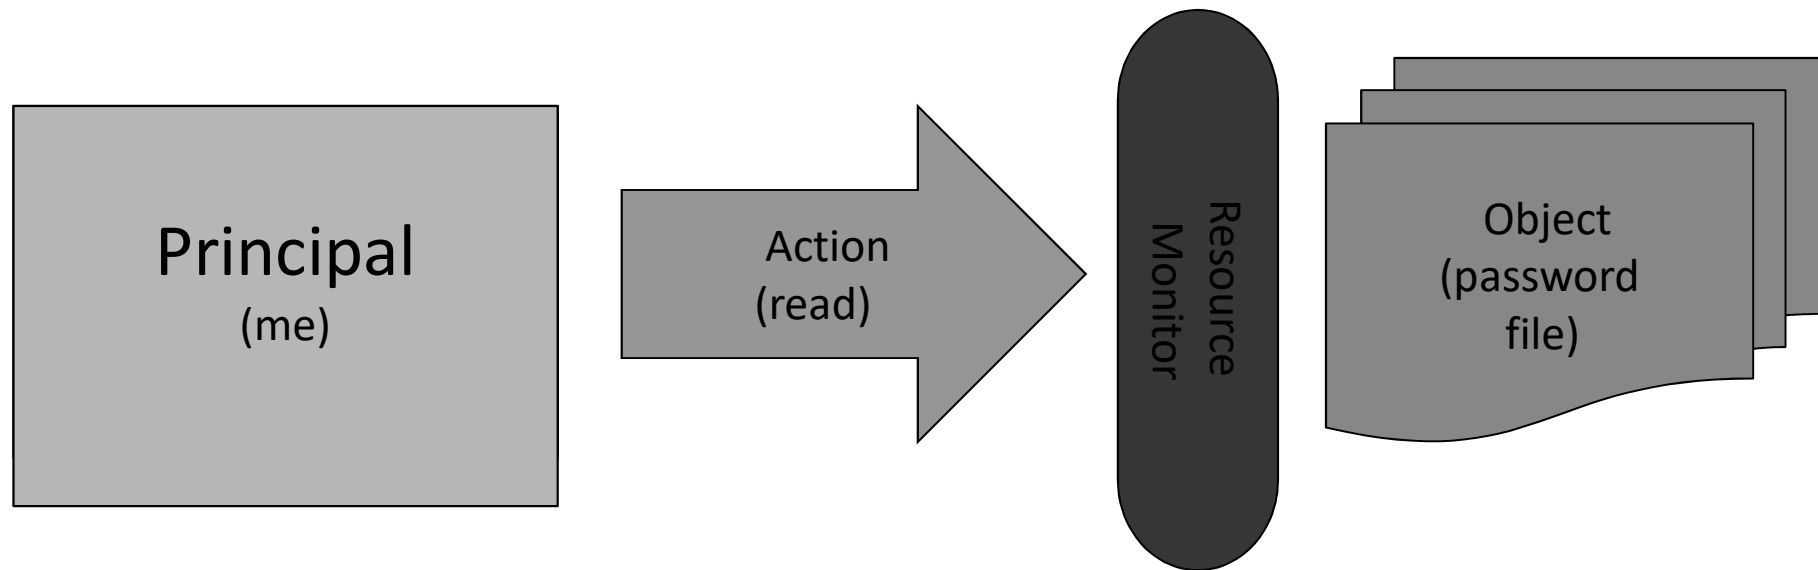 Principal
(me)
Action
(read)
Resource
Monitor
Object
(password
file)